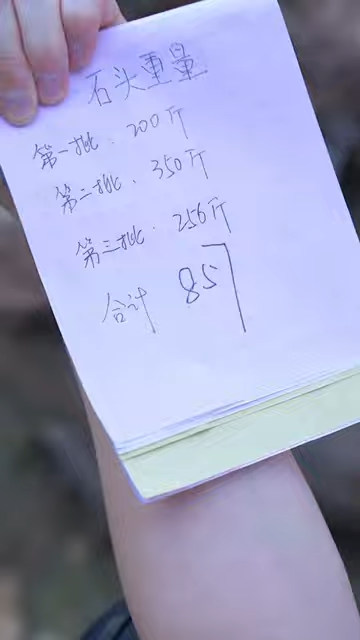 石头重量
第一批: 200斤
第二批、350斤
第三批: 256斤
合计 85